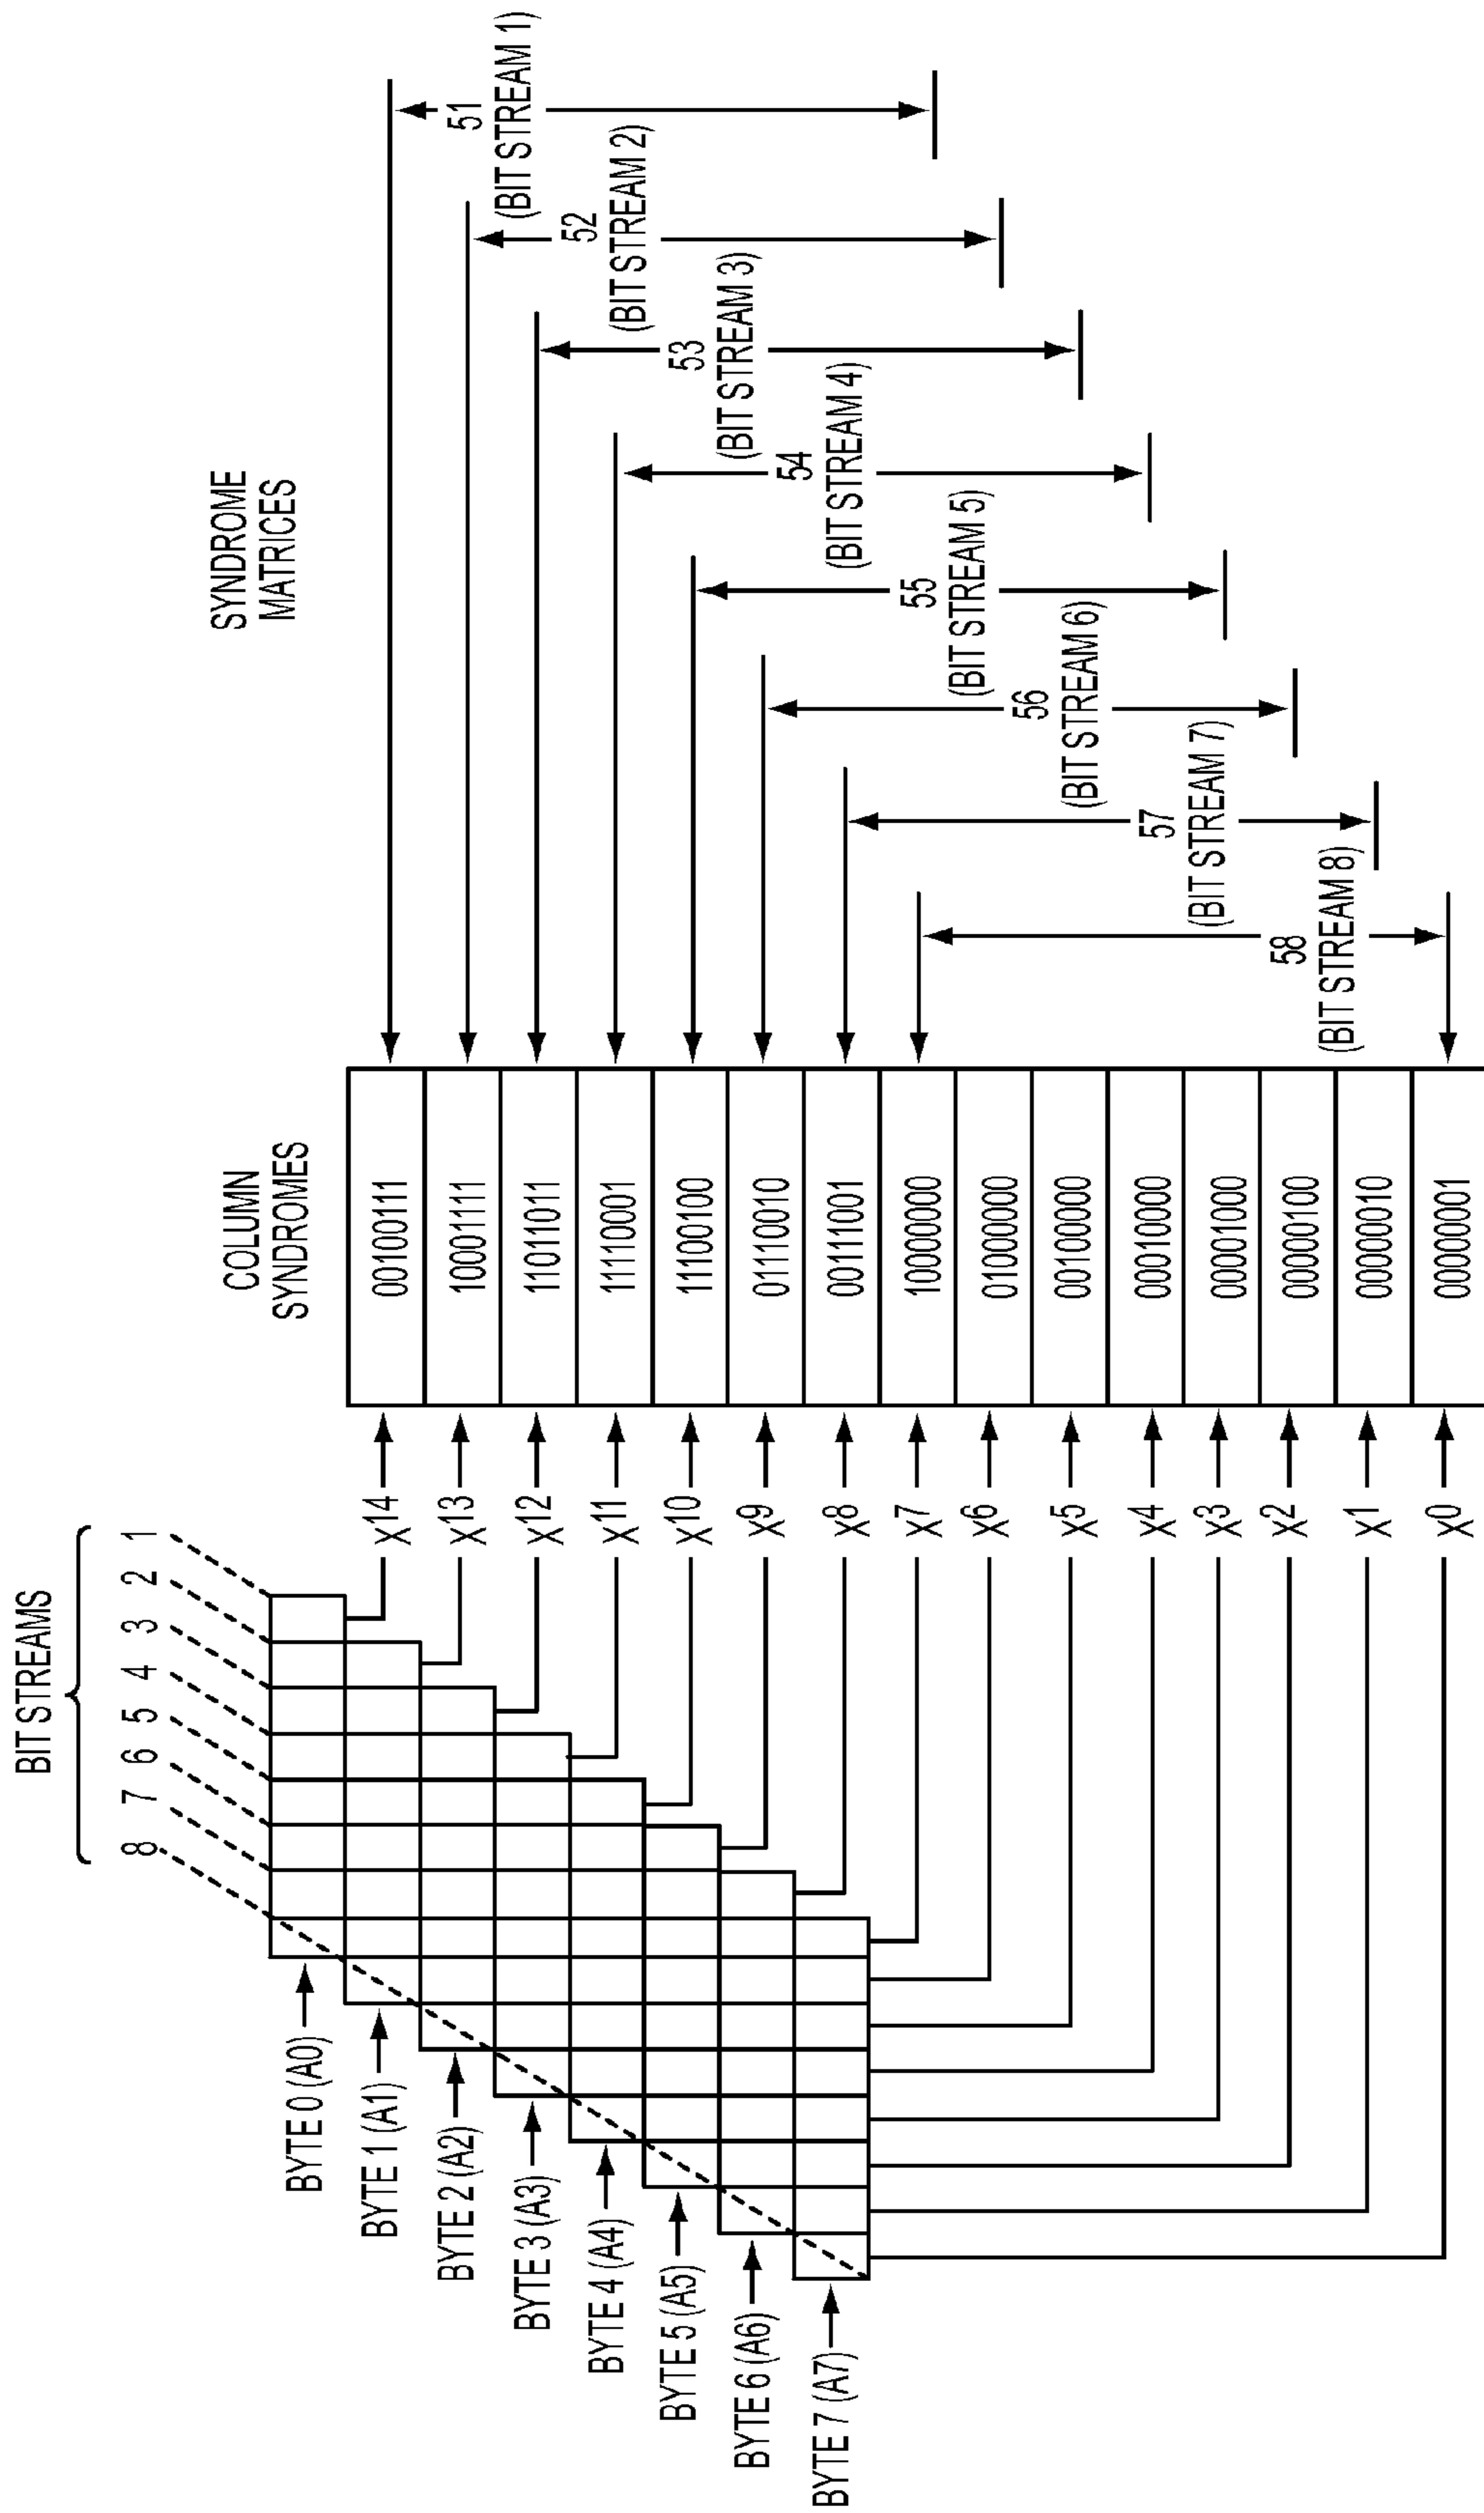 BIT STREAMS
1
2
3
4
5
6
7
8
BYTE 0 (A0)
BYTE 1 (A1)
BYTE 2 (A2)
BYTE 3 (A3)
BYTE 4 (A4)
BYTE 5 (A5)
BYTE 6 (A6)
BYTE 7 (A7)
X14
X13
X12
X11
X10
X9
X8
X7
X6
X5
X4
X3
X2
X1
X0
COLUMN
SYNDROMES
00100111
10001111
11011011
11110001
11100100
01110010
00111001
10000000
01000000
00100000
00010000
00001000
00000100
00000010
00000001
SYNDROME
MATRICES
51
(BIT STREAM 1)
52
(BIT STREAM 2)
53
(BIT STREAM 3)
54
(BIT STREAM 4)
55
(BIT STREAM 5)
56
(BIT STREAM 6)
57
(BIT STREAM 7)
58
(BIT STREAM 8)